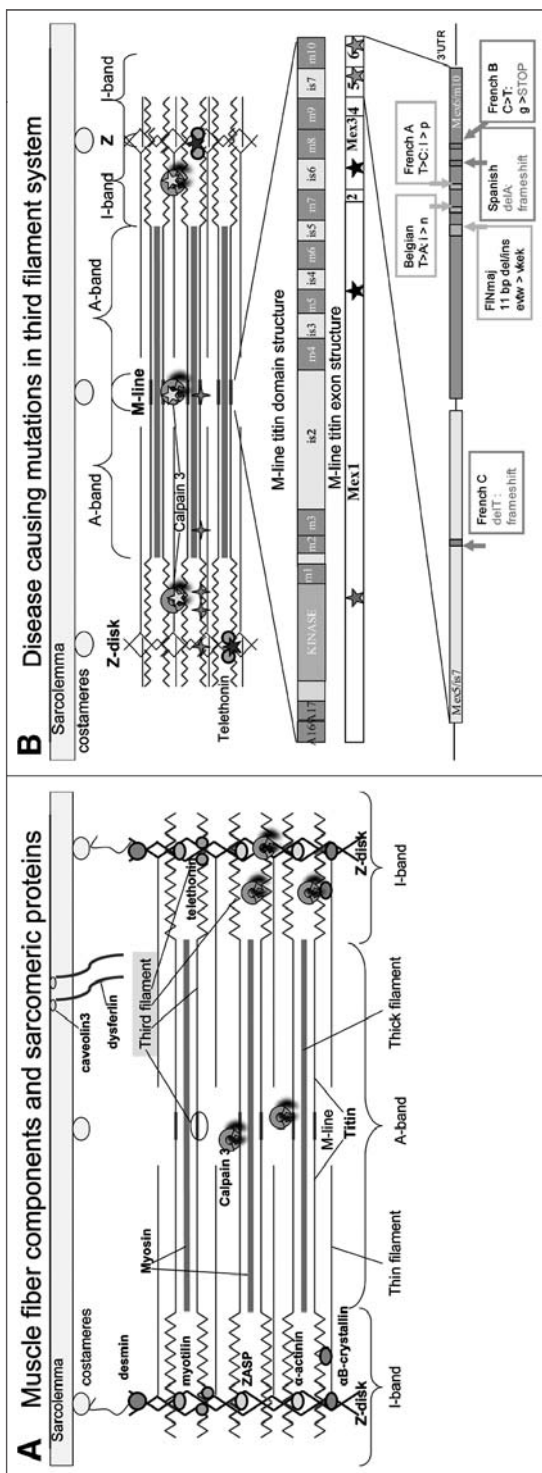 A Muscle fiber components and sarcomeric proteins
Sarcolemma
costameres
caveolin3
dysferlin
desmin
Myosin
telethonin
Third filament
myotilin
ZASP
Calpain 3
α-actinin
M-line
Titin
αB-crystallin
Z-disk
Thin filament
Thick filament
Z-disk
I-band
A-band
I-band
B Disease causing mutations in third filament system
Sarcolemma
costameres
A-band
M-line
A-band
I-band
Z
I-band
Z-disk
Calpain 3
Telethonin
M-line titin domain structure
A16 A17
KINASE
m1
m2
m3
is2
m4
is3
m5
is4
m6
is5
m7
is6
m8
m9
is7
m10
M-line titin exon structure
Mex1
2
Mex3
4
5
6
Mex5/is7
Mex6/m10
3'UTR
French C
delT:
frameshift
Belgian
T>A: l > n
French A
T>C: l > p
FINmaj
11 bp del/ins
evtw > vkek
Spanish
delA:
frameshift
French B
C>T:
g >STOP